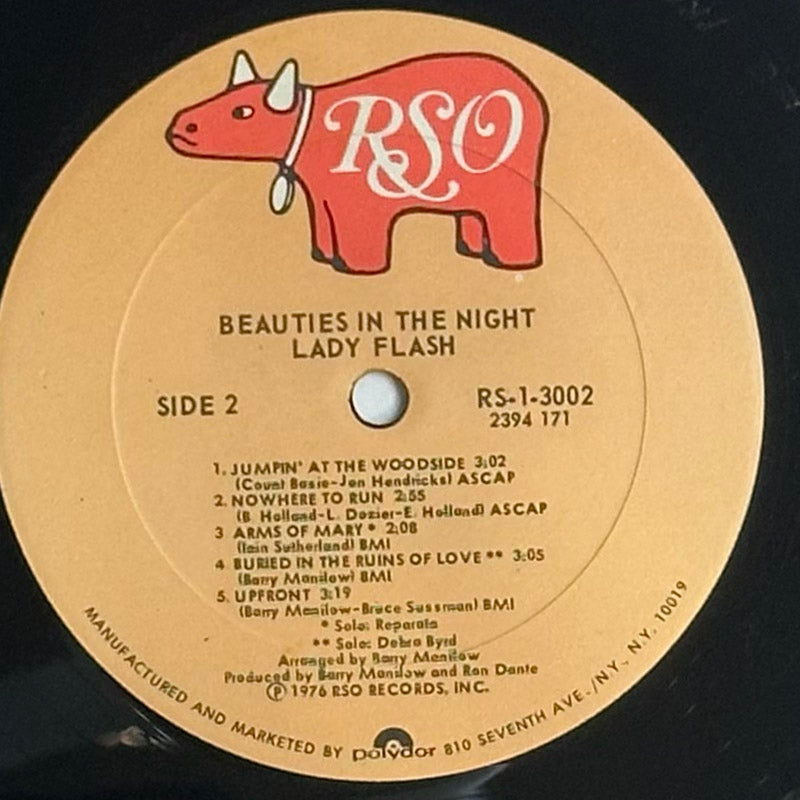 RSO
BEAUTIES IN THE NIGHT
LADY FLASH
SIDE 2
RS-1-3002
2394 171
1. JUMPIN' AT THE WOODSIDE 3:02
(Count Basie-Jon Hendricks) ASCAP
2. NOWHERE TO RUN 2:55
(B. Holland-L. Dozier-E. Holland) ASCAP
3 ARMS OF MARY * 2:08
(Iain Sutherland) BMI
4 BURIED IN THE RUINS OF LOVE ** 3:05
(Barry Manilow) BMI
5. UPFRONT 3:19
(Barry Manilow-Bruce Sussman) BMI
* Solo: Reparata
** Solo: Debra Byrd
Arranged by Barry Manilow
Produced by Barry Manilow and Ron Dante
℗ 1976 RSO RECORDS, INC.
MANUFACTURED AND MARKETED BY polydor 810 SEVENTH AVE./N.Y., N.Y. 10019